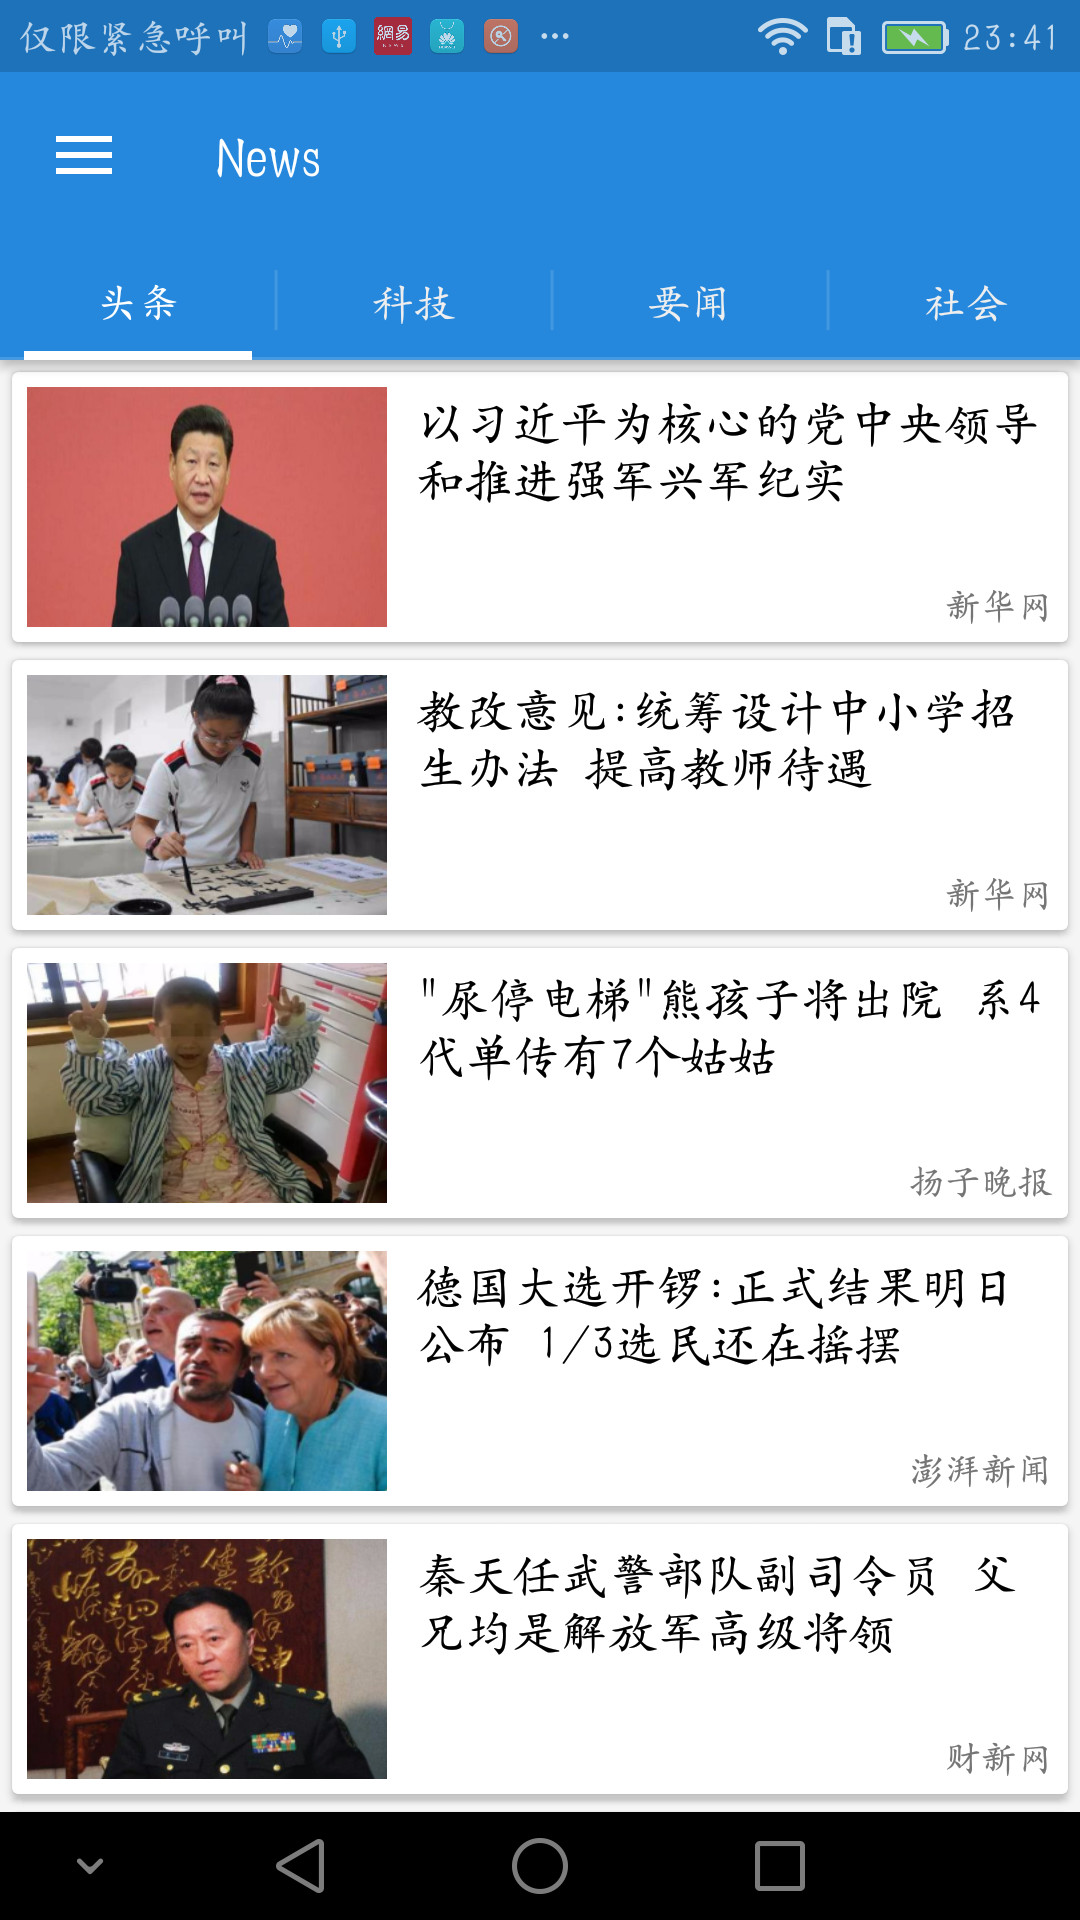 仅限紧急呼叫
網易
NEWS
23:41
News
头条 科技 要闻 社会
以习近平为核心的党中央领导
和推进强军兴军纪实
新华网
教改意见:统筹设计中小学招
生办法 提高教师待遇
新华网
"尿停电梯"熊孩子将出院 系4
代单传有7个姑姑
扬子晚报
德国大选开锣:正式结果明日
公布 1/3选民还在摇摆
澎湃新闻
秦天任武警部队副司令员 父
兄均是解放军高级将领
财新网